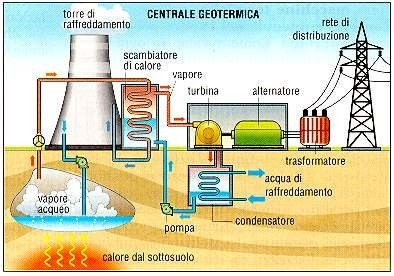 torre di
raffreddamento
CENTRALE GEOTERMICA
rete di
distribuzione
scambiatore
di calore
vapore
turbina
alternatore
trasformatore
acqua di
raffreddamento
vapore
acqueo
condensatore
pompa
calore dal sottosuolo